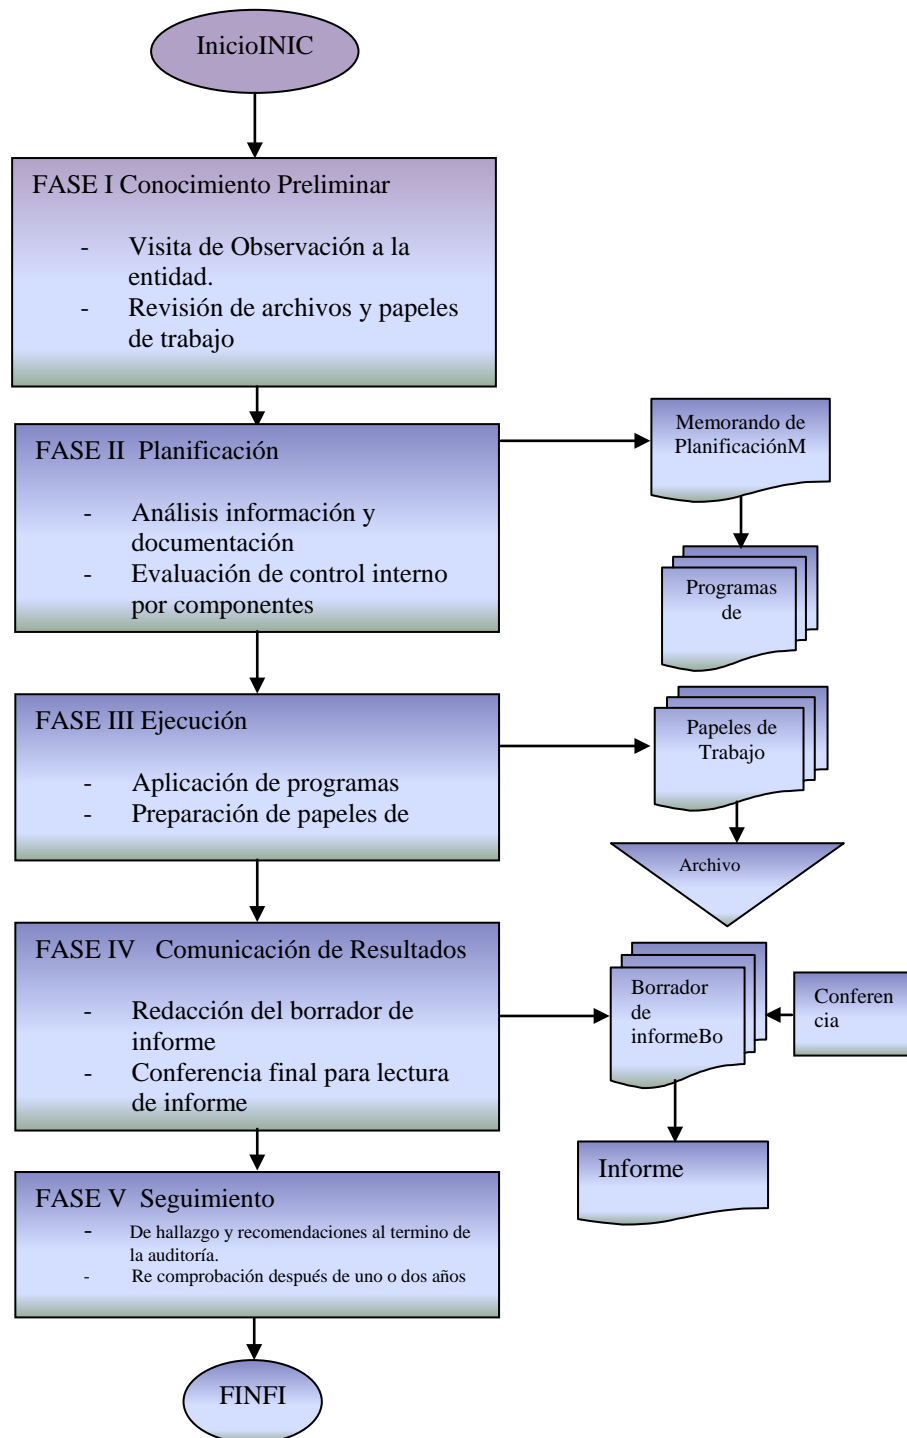 InicioINIC
FASE I Conocimiento Preliminar
- Visita de Observación a la
entidad.
- Revisión de archivos y papeles
de trabajo
FASE II Planificación
- Análisis información y
documentación
- Evaluación de control interno
por componentes
Memorando de
PlanificaciónM
Programas
de
FASE III Ejecución
- Aplicación de programas
- Preparación de papeles de
Papeles de
Trabajo
Archivo
FASE IV Comunicación de Resultados
- Redacción del borrador de
informe
- Conferencia final para lectura
de informe
Borrador
de
informeBo
Conferen
cia
Informe
FASE V Seguimiento
- De hallazgo y recomendaciones al termino de
la auditoría.
- Re comprobación después de uno o dos años
FINFI